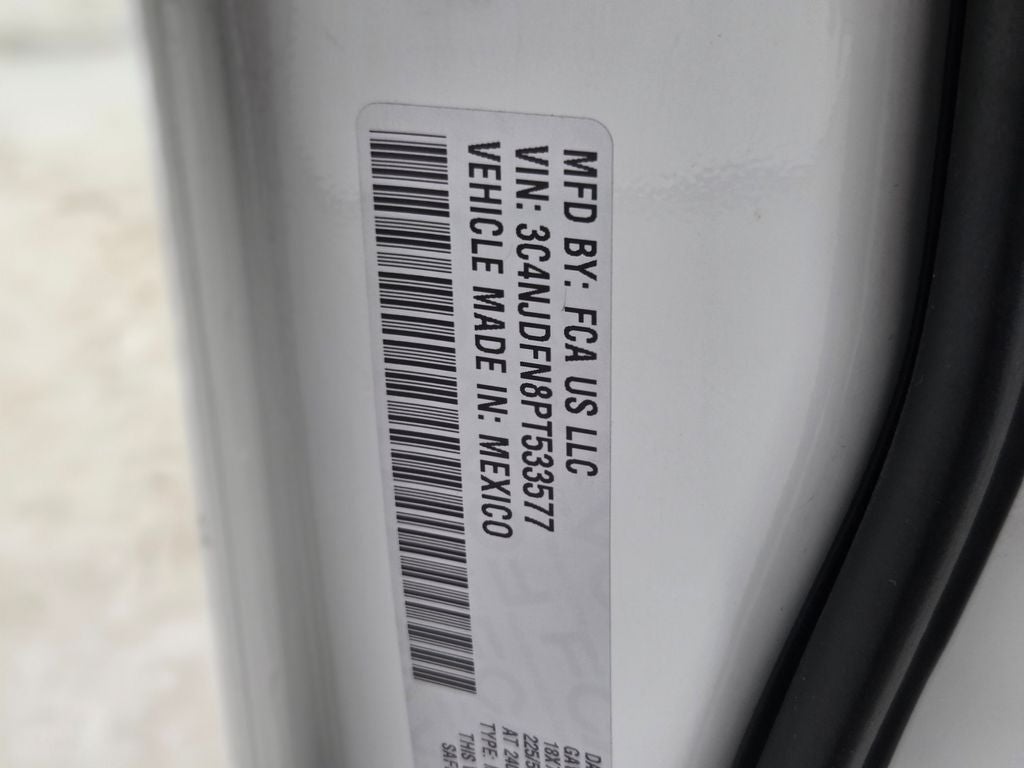 MFD BY: FCA US LLC
VIN: 3C4NJDFN8PT533577
VEHICLE MADE IN: MEXICO